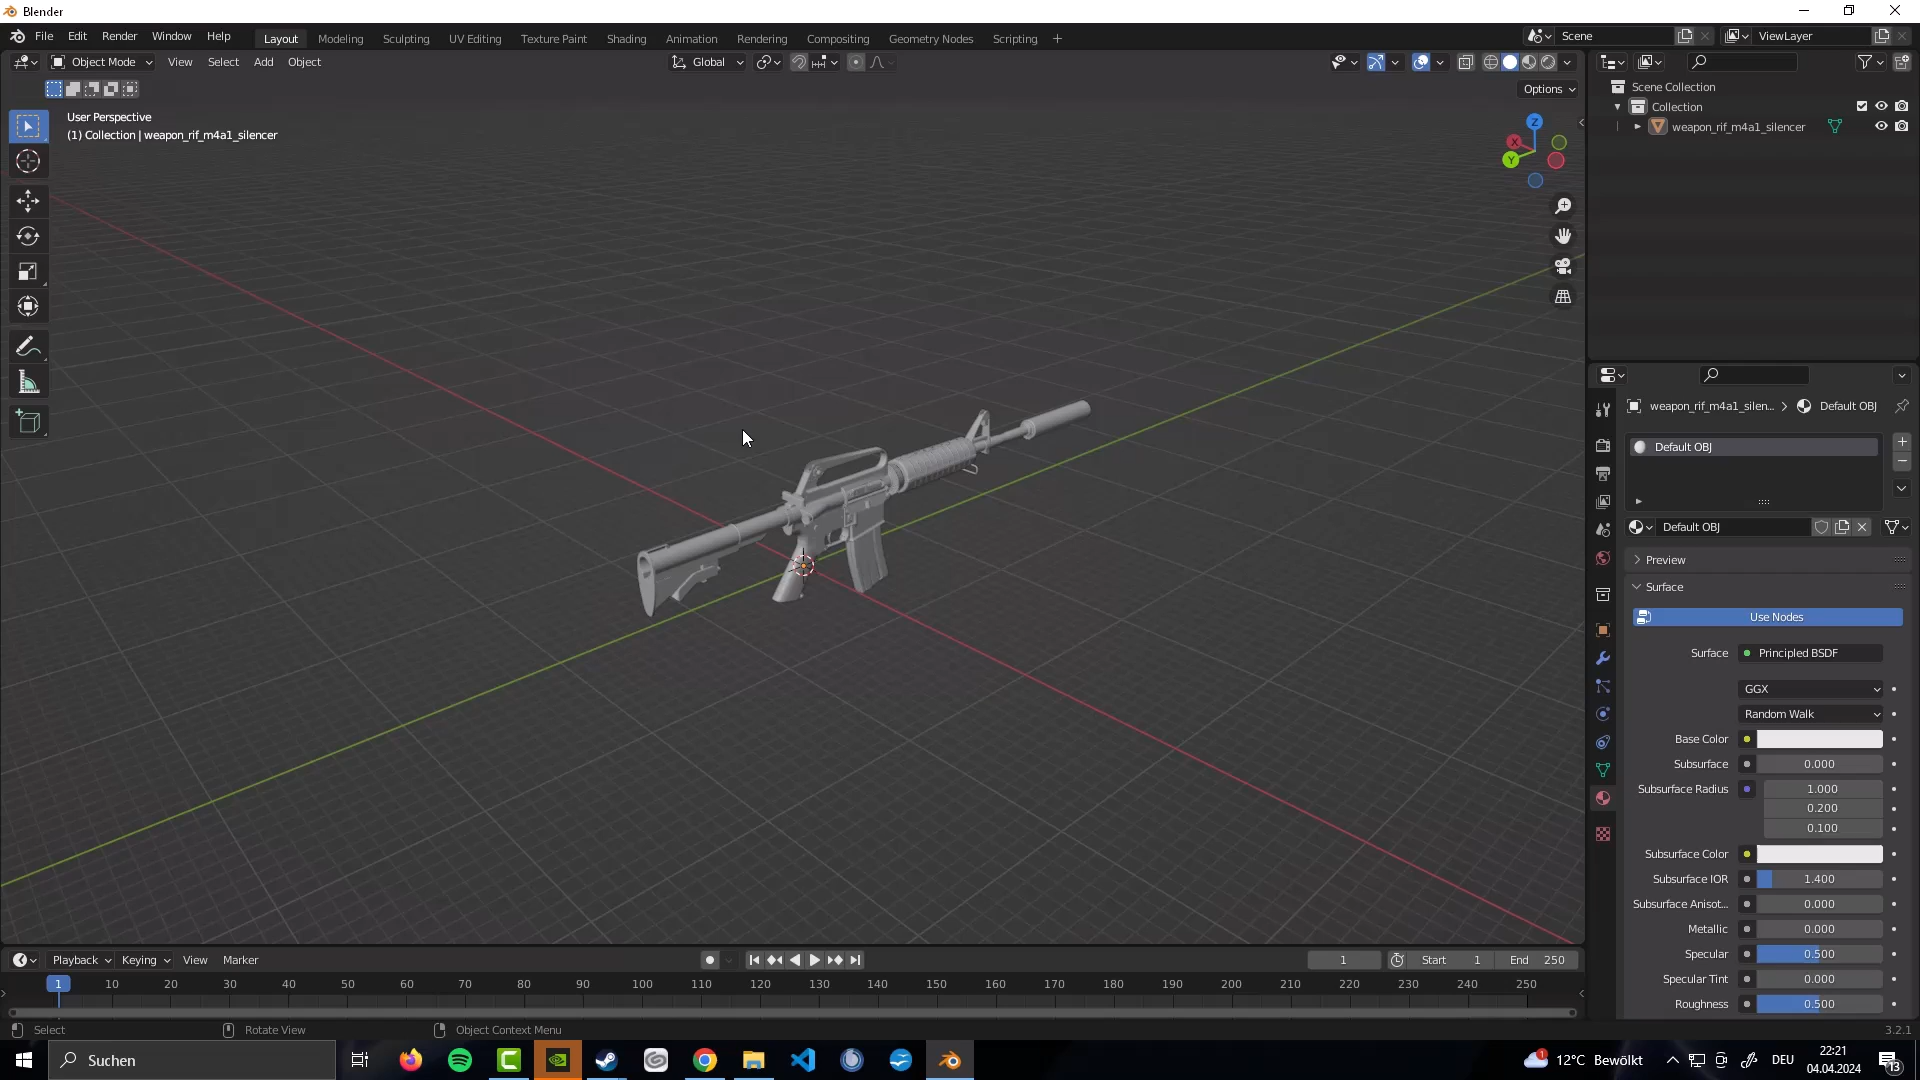 Blender
File Edit Render Window Help
Layout Modeling Sculpting UV Editing Texture Paint Shading Animation Rendering Compositing Geometry Nodes Scripting +
Scene
ViewLayer
Object Mode View Select Add Object
Global
Options
User Perspective
(1) Collection | weapon_rif_m4a1_silencer
Z
X
Y
Scene Collection
Collection
weapon_rif_m4a1_silencer
weapon_rif_m4a1_silen... > Default OBJ
Default OBJ
Default OBJ
Preview
Surface
Use Nodes
Surface Principled BSDF
GGX
Random Walk
Base Color
Subsurface 0.000
Subsurface Radius 1.000
0.200
0.100
Subsurface Color
Subsurface IOR 1.400
Subsurface Anisot... 0.000
Metallic 0.000
Specular 0.500
Specular Tint 0.000
Roughness 0.500
Playback Keying View Marker
1 Start 1 End 250
1 10 20 30 40 50 60 70 80 90 100 110 120 130 140 150 160 170 180 190 200 210 220 230 240 250
Select Rotate View Object Context Menu
3.2.1
Suchen
1 12°C Bewölkt DEU 22:21
04.04.2024 13